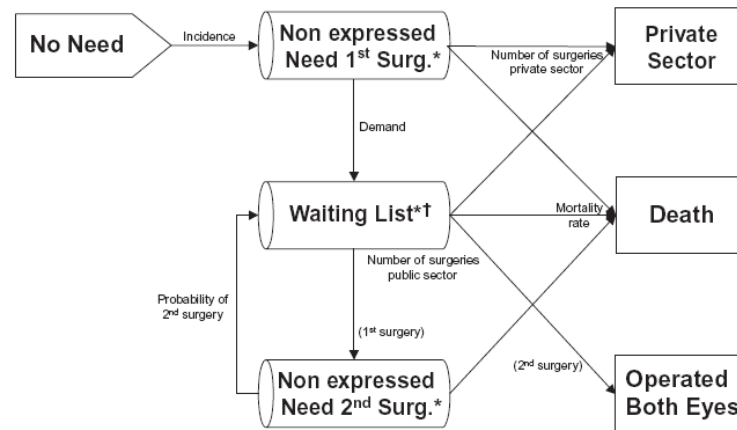 No Need
Incidence
Non expressed
Need 1st Surg.*
Number of surgeries
private sector
Private
Sector
Demand
Waiting List*†
Mortality
rate
Death
Number of surgeries
public sector
Probability of
2nd surgery
(1st surgery)
(2nd surgery)
Non expressed
Need 2nd Surg.*
Operated
Both Eyes